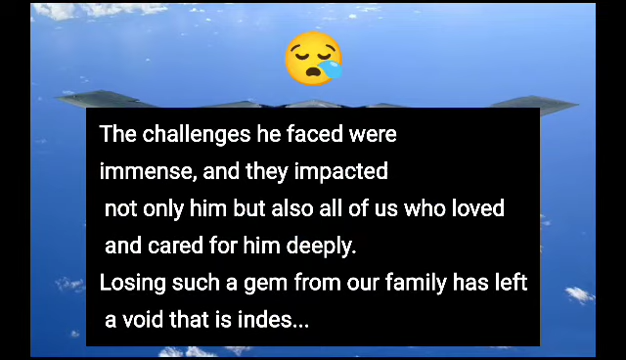 The challenges he faced were
immense, and they impacted
not only him but also all of us who loved
and cared for him deeply.
Losing such a gem from our family has left
a void that is indes...